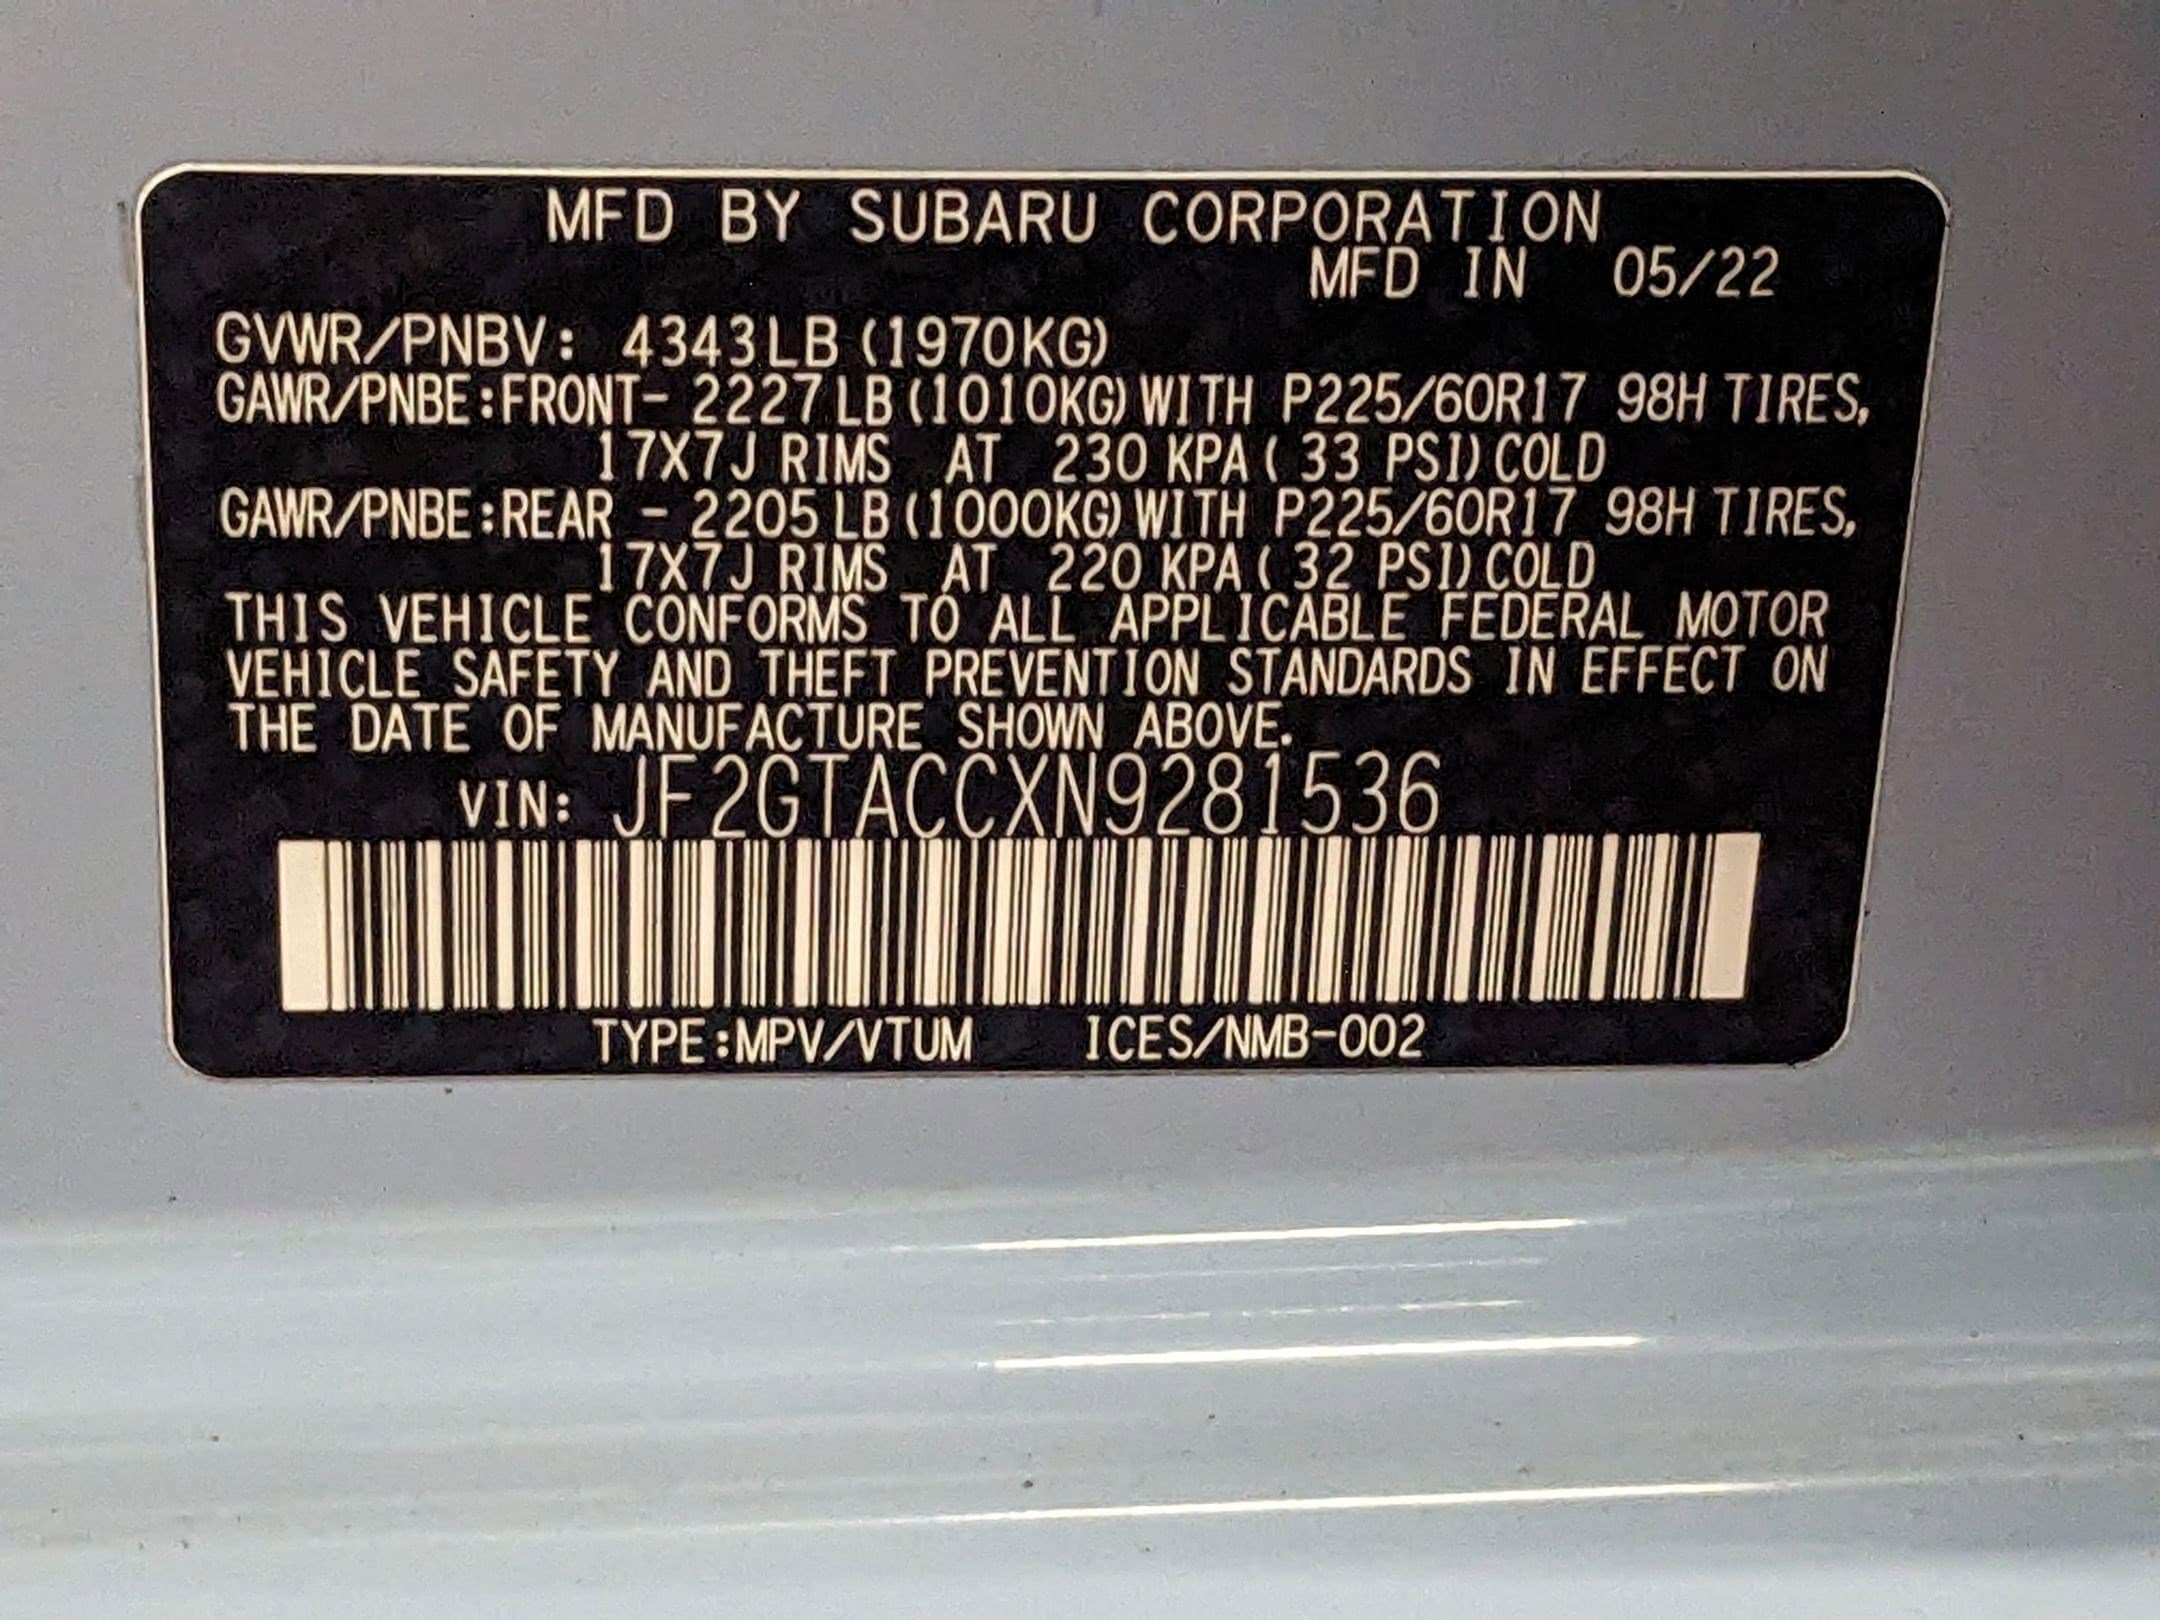 MFD BY SUBARU CORPORATION
MFD IN 05/22
GVWR/PNBV: 4343LB (1970KG)
GAWR/PNBE:FRONT- 2227 LB (1010KG) WITH P225/60R17 98H TIRES,
17X7J RIMS AT 230 KPA ( 33 PSI) COLD
GAWR/PNBE:REAR - 2205 LB (1000KG) WITH P225/60R17 98H TIRES,
17X7J RIMS AT 220 KPA ( 32 PSI) COLD
THIS VEHICLE CONFORMS TO ALL APPLICABLE FEDERAL MOTOR
VEHICLE SAFETY AND THEFT PREVENTION STANDARDS IN EFFECT ON
THE DATE OF MANUFACTURE SHOWN ABOVE.
VIN: JF2GTACCXN9281536
TYPE:MPV/VTUM ICES/NMB-002